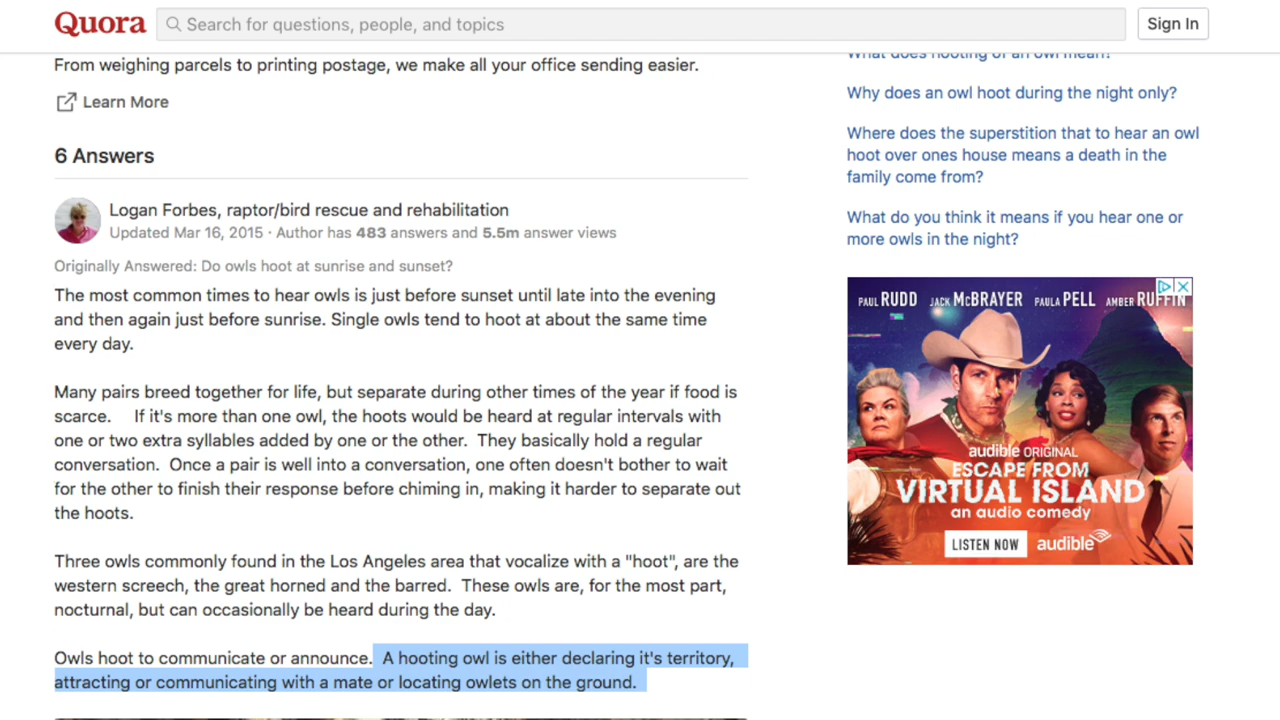 Quora
Search for questions, people, and topics
Sign In
From weighing parcels to printing postage, we make all your office sending easier.
Learn More
6 Answers
Logan Forbes, raptor/bird rescue and rehabilitation
Updated Mar 16, 2015 · Author has 483 answers and 5.5m answer views
Originally Answered: Do owls hoot at sunrise and sunset?
The most common times to hear owls is just before sunset until late into the evening
and then again just before sunrise. Single owls tend to hoot at about the same time
every day.
Many pairs breed together for life, but separate during other times of the year if food is
scarce.    If it's more than one owl, the hoots would be heard at regular intervals with
one or two extra syllables added by one or the other.  They basically hold a regular
conversation.  Once a pair is well into a conversation, one often doesn't bother to wait
for the other to finish their response before chiming in, making it harder to separate out
the hoots.
Three owls commonly found in the Los Angeles area that vocalize with a "hoot", are the
western screech, the great horned and the barred.  These owls are, for the most part,
nocturnal, but can occasionally be heard during the day.
Owls hoot to communicate or announce.  A hooting owl is either declaring it's territory,
attracting or communicating with a mate or locating owlets on the ground.
What does hooting of an owl mean?
Why does an owl hoot during the night only?
Where does the superstition that to hear an owl
hoot over ones house means a death in the
family come from?
What do you think it means if you hear one or
more owls in the night?
PAUL RUDD JACK McBRAYER PAULA PELL AMBER RUFFIN
audible ORIGINAL
ESCAPE FROM
VIRTUAL ISLAND
an audio comedy
LISTEN NOW
audible